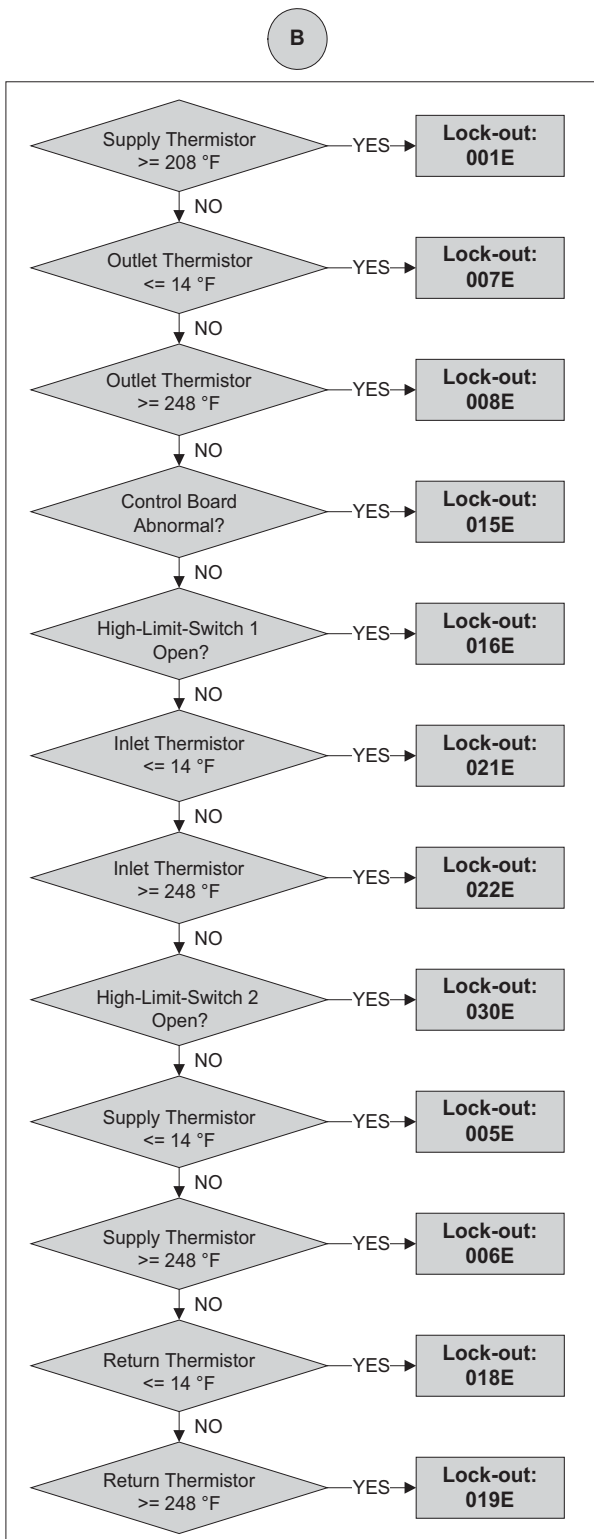 B
Supply Thermistor
>= 208 °F
YES
Lock-out:
001E
NO
Outlet Thermistor
<= 14 °F
YES
Lock-out:
007E
NO
Outlet Thermistor
>= 248 °F
YES
Lock-out:
008E
NO
Control Board
Abnormal?
YES
Lock-out:
015E
NO
High-Limit-Switch 1
Open?
YES
Lock-out:
016E
NO
Inlet Thermistor
<= 14 °F
YES
Lock-out:
021E
NO
Inlet Thermistor
>= 248 °F
YES
Lock-out:
022E
NO
High-Limit-Switch 2
Open?
YES
Lock-out:
030E
NO
Supply Thermistor
<= 14 °F
YES
Lock-out:
005E
NO
Supply Thermistor
>= 248 °F
YES
Lock-out:
006E
NO
Return Thermistor
<= 14 °F
YES
Lock-out:
018E
NO
Return Thermistor
>= 248 °F
YES
Lock-out:
019E